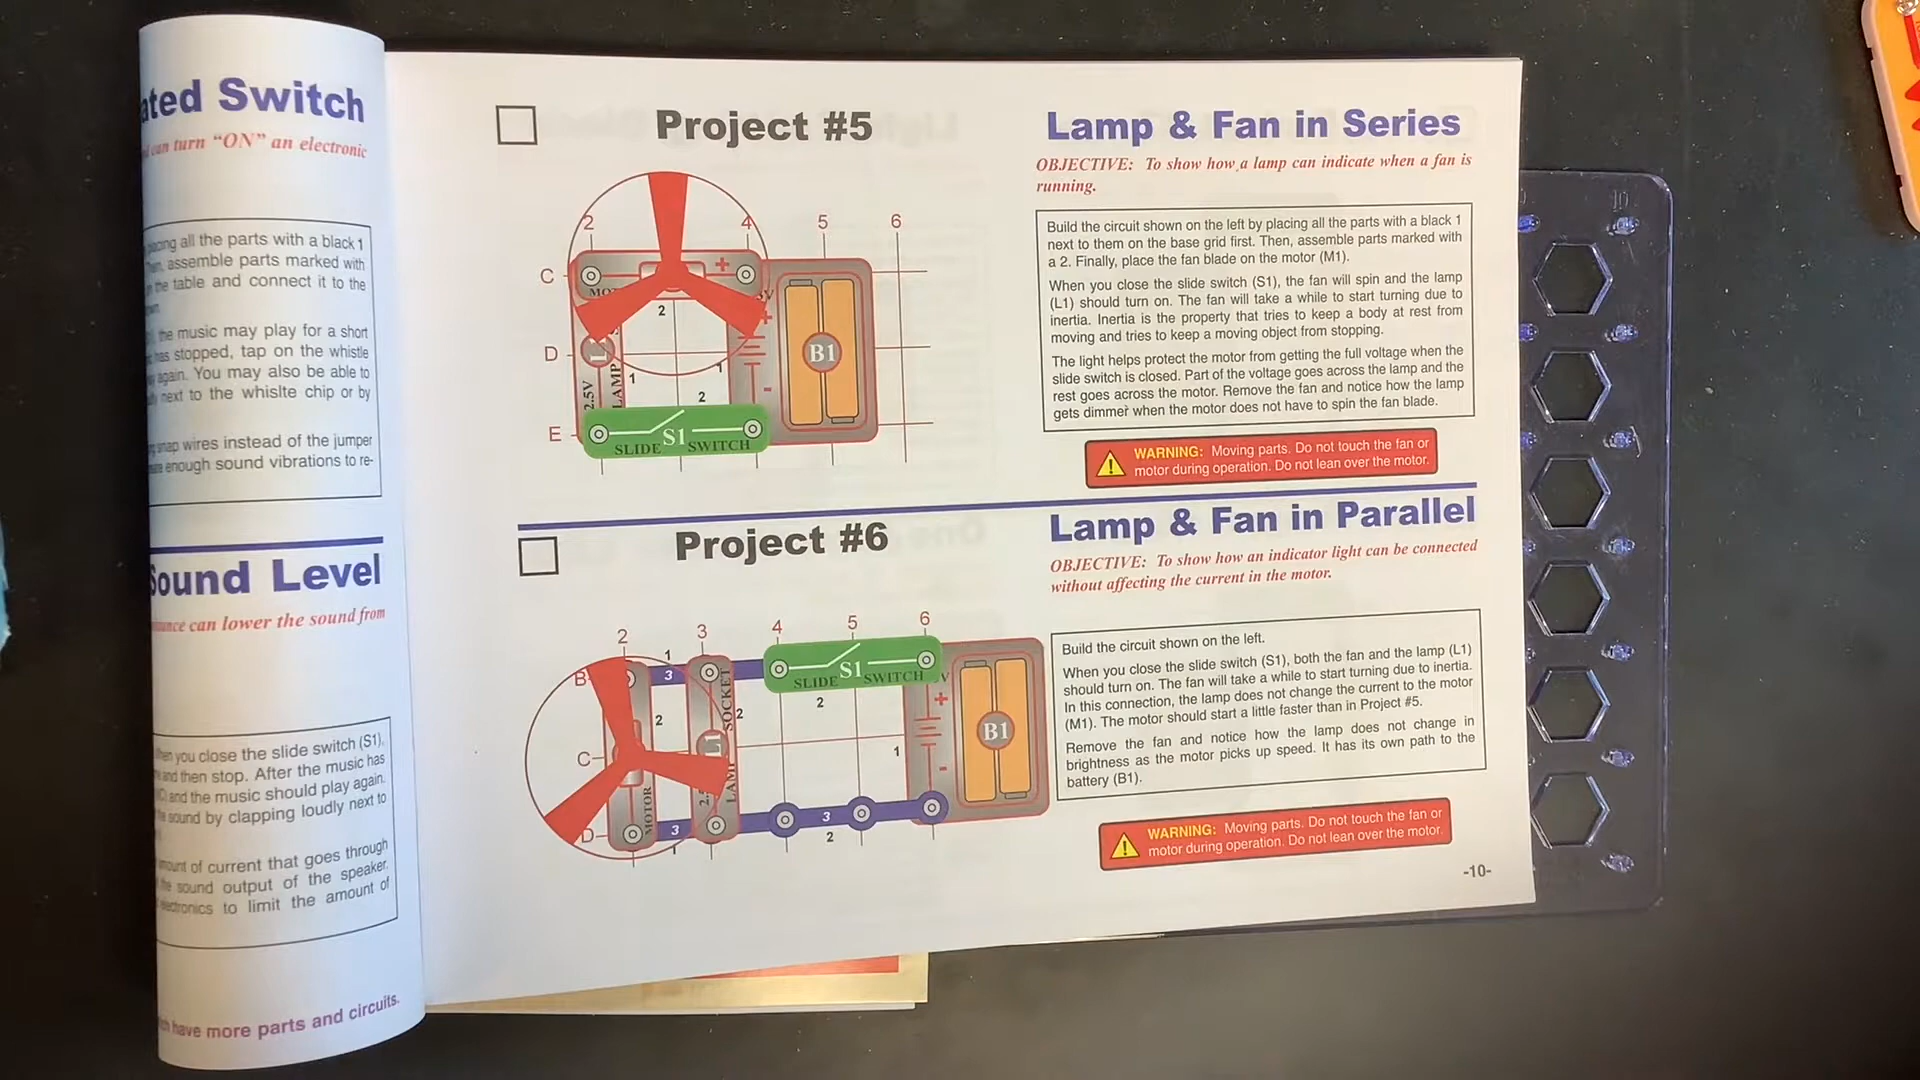 ated Switch
can turn "ON" an electronic
all the parts with a black 1
assemble parts marked with
the table and connect it to the
the music may play for a short
has stopped, tap on the whistle
again. You may also be able to
next to the whislte chip or by
snap wires instead of the jumper
enough sound vibrations to re-
Sound Level
can lower the sound from
you close the slide switch (S1),
and then stop. After the music has
and the music should play again.
sound by clapping loudly next to
amount of current that goes through
the sound output of the speaker.
electronics to limit the amount of
have more parts and circuits.
Project #5
2 4 5 6
C
D
E
+
2
1
1
2
2.5V
LAMP
+
-
B1
S1
SLIDE SWITCH
Lamp & Fan in Series
OBJECTIVE: To show how a lamp can indicate when a fan is
running.
Build the circuit shown on the left by placing all the parts with a black 1
next to them on the base grid first. Then, assemble parts marked with
a 2. Finally, place the fan blade on the motor (M1).
When you close the slide switch (S1), the fan will spin and the lamp
(L1) should turn on. The fan will take a while to start turning due to
inertia. Inertia is the property that tries to keep a body at rest from
moving and tries to keep a moving object from stopping.
The light helps protect the motor from getting the full voltage when the
slide switch is closed. Part of the voltage goes across the lamp and the
rest goes across the motor. Remove the fan and notice how the lamp
gets dimmer when the motor does not have to spin the fan blade.
WARNING: Moving parts. Do not touch the fan or
motor during operation. Do not lean over the motor.
Project #6
2 3 4 5 6
B
C
D
1
3
2
2
MOTOR
L1
LAMP SOCKET
S1
SLIDE SWITCH
2
V
+
1
-
B1
3
1
3
2
Lamp & Fan in Parallel
OBJECTIVE: To show how an indicator light can be connected
without affecting the current in the motor.
Build the circuit shown on the left.
When you close the slide switch (S1), both the fan and the lamp (L1)
should turn on. The fan will take a while to start turning due to inertia.
In this connection, the lamp does not change the current to the motor
(M1). The motor should start a little faster than in Project #5.
Remove the fan and notice how the lamp does not change in
brightness as the motor picks up speed. It has its own path to the
battery (B1).
WARNING: Moving parts. Do not touch the fan or
motor during operation. Do not lean over the motor.
-10-
10